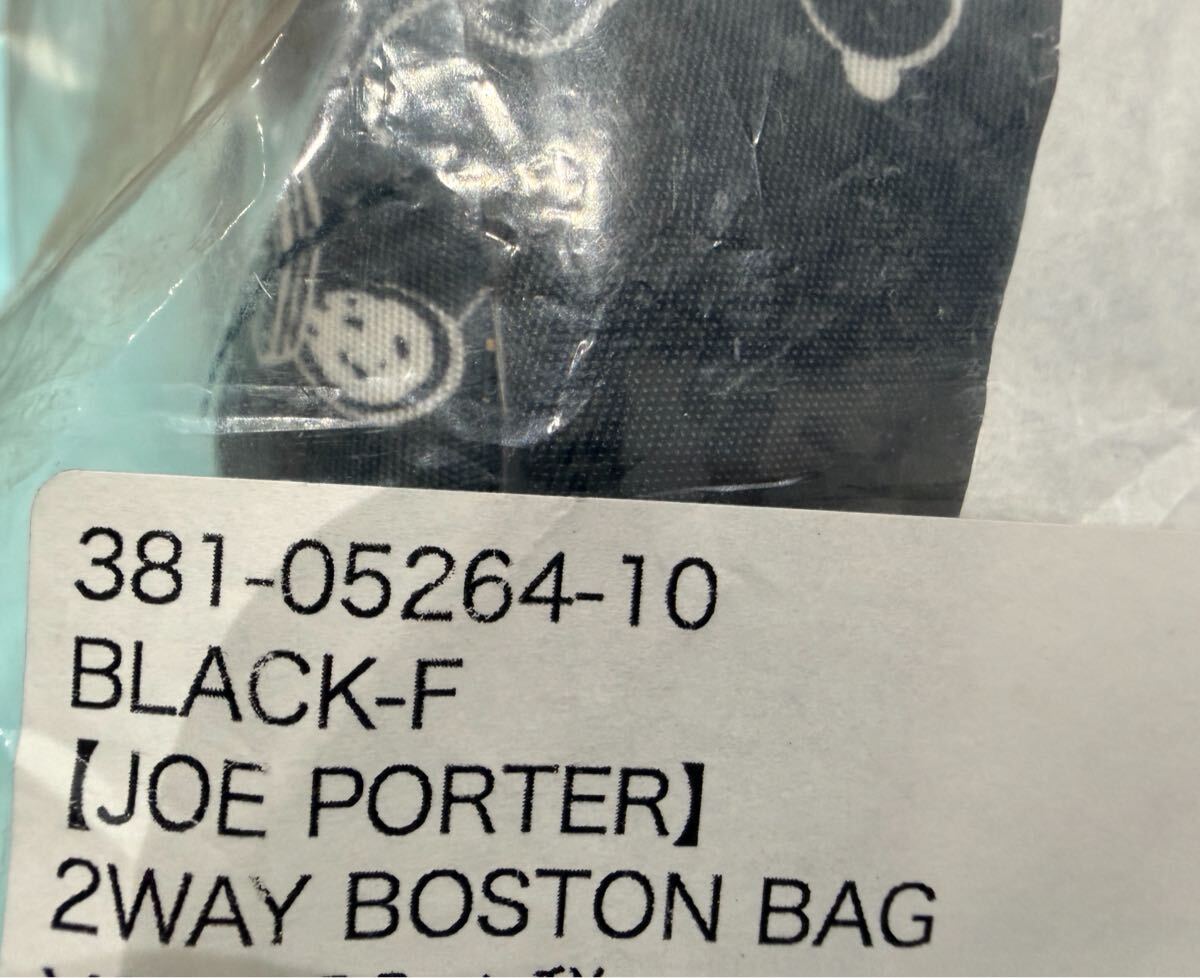 381-05264-10
BLACK-F
【JOE PORTER】
2WAY BOSTON BAG